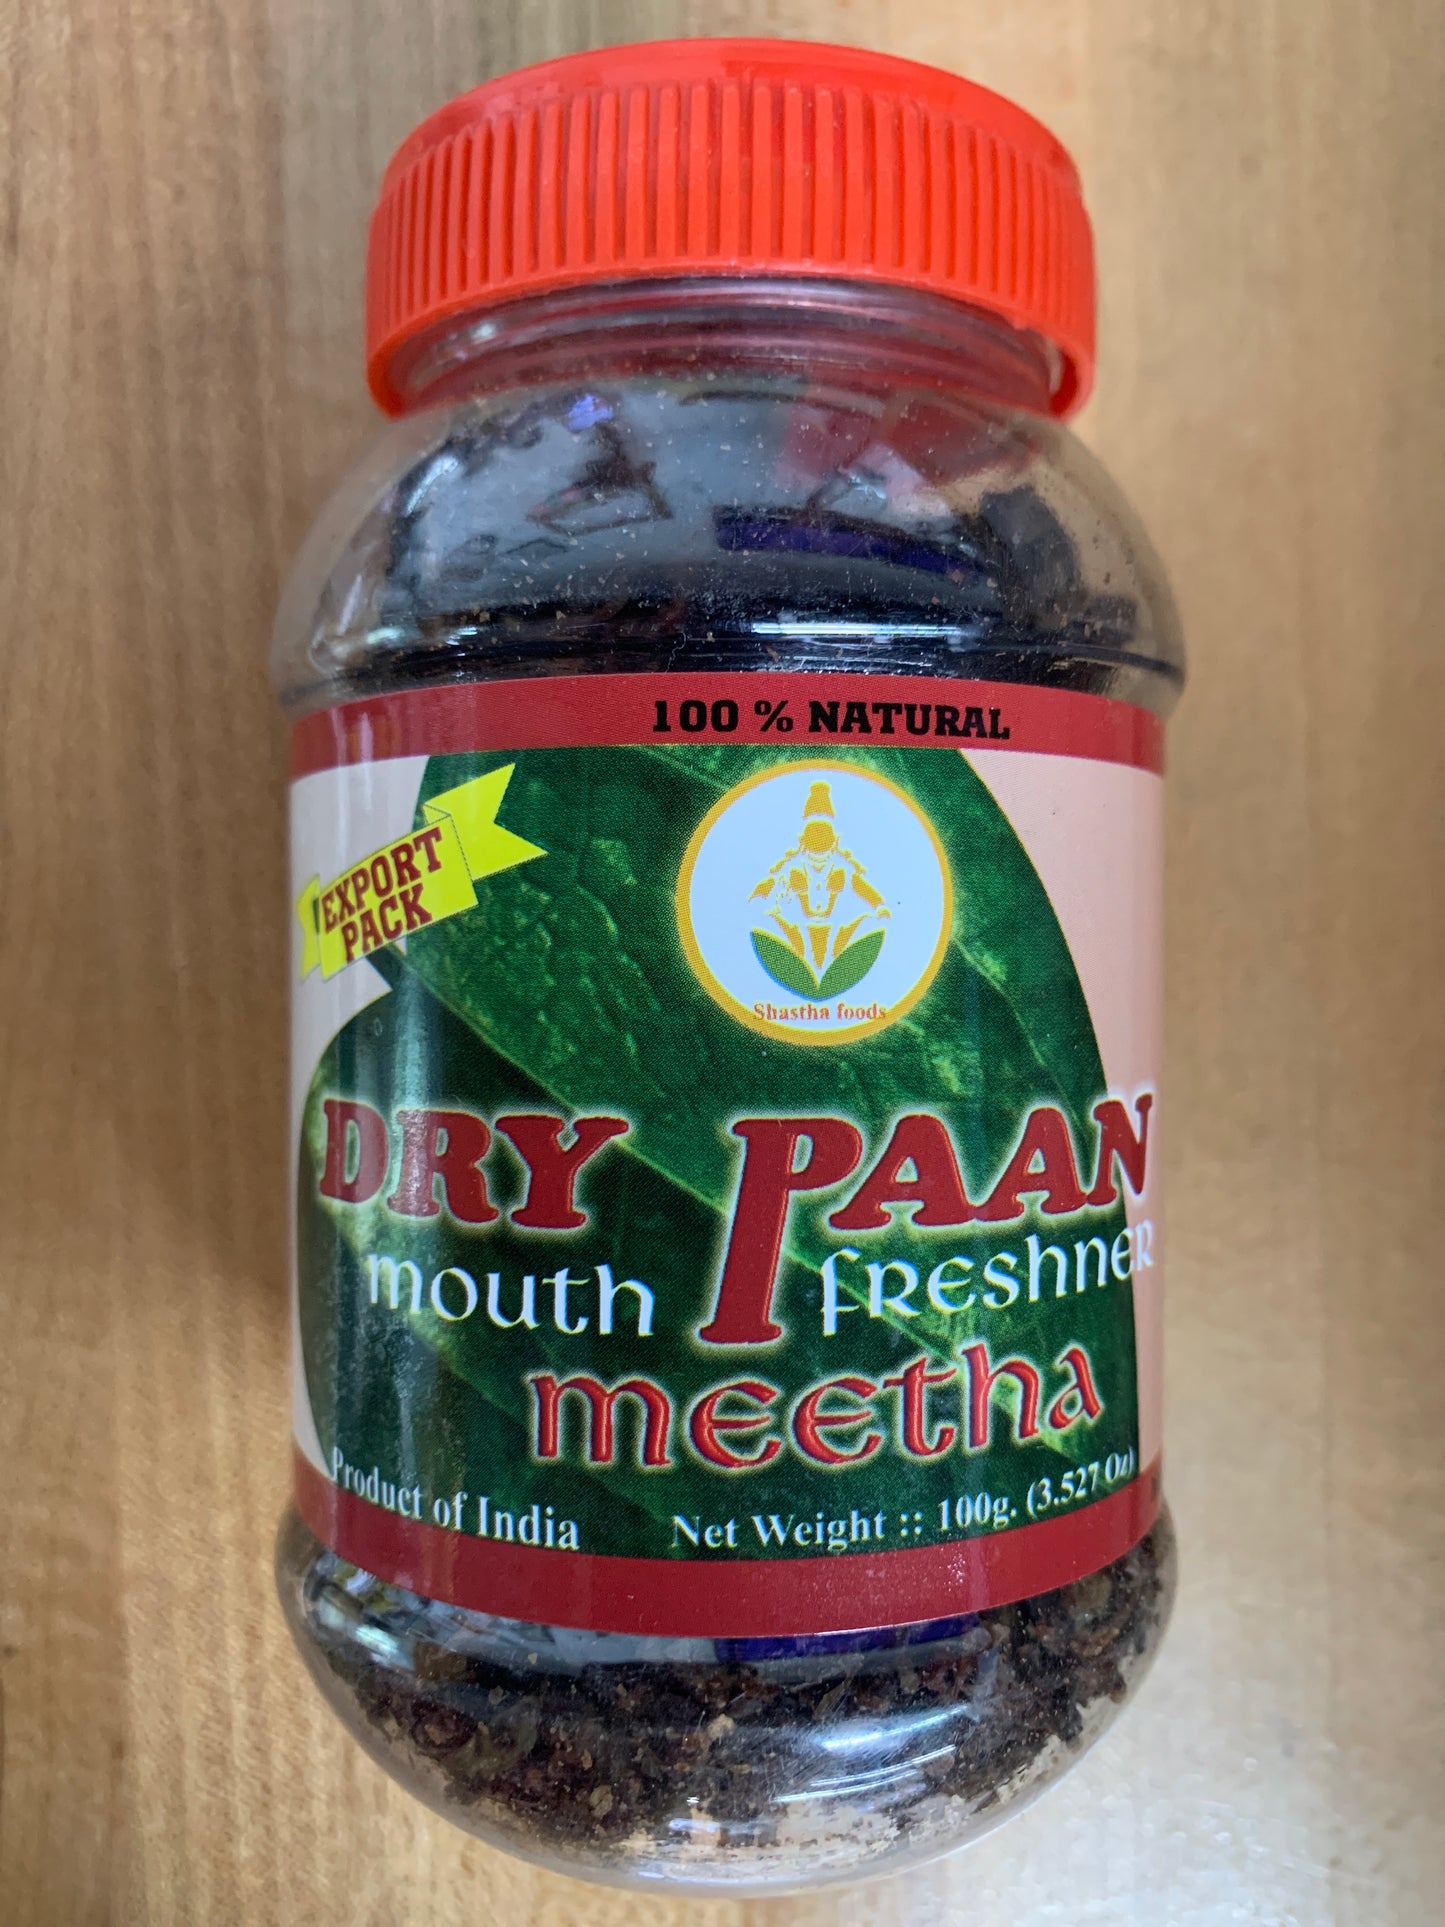 100 % NATURAL
EXPORT
PACK
Shastha foods
DRY PAAN
mouth freshner
meetha
Product of India
Net Weight :: 100g. (3.527 Oz)